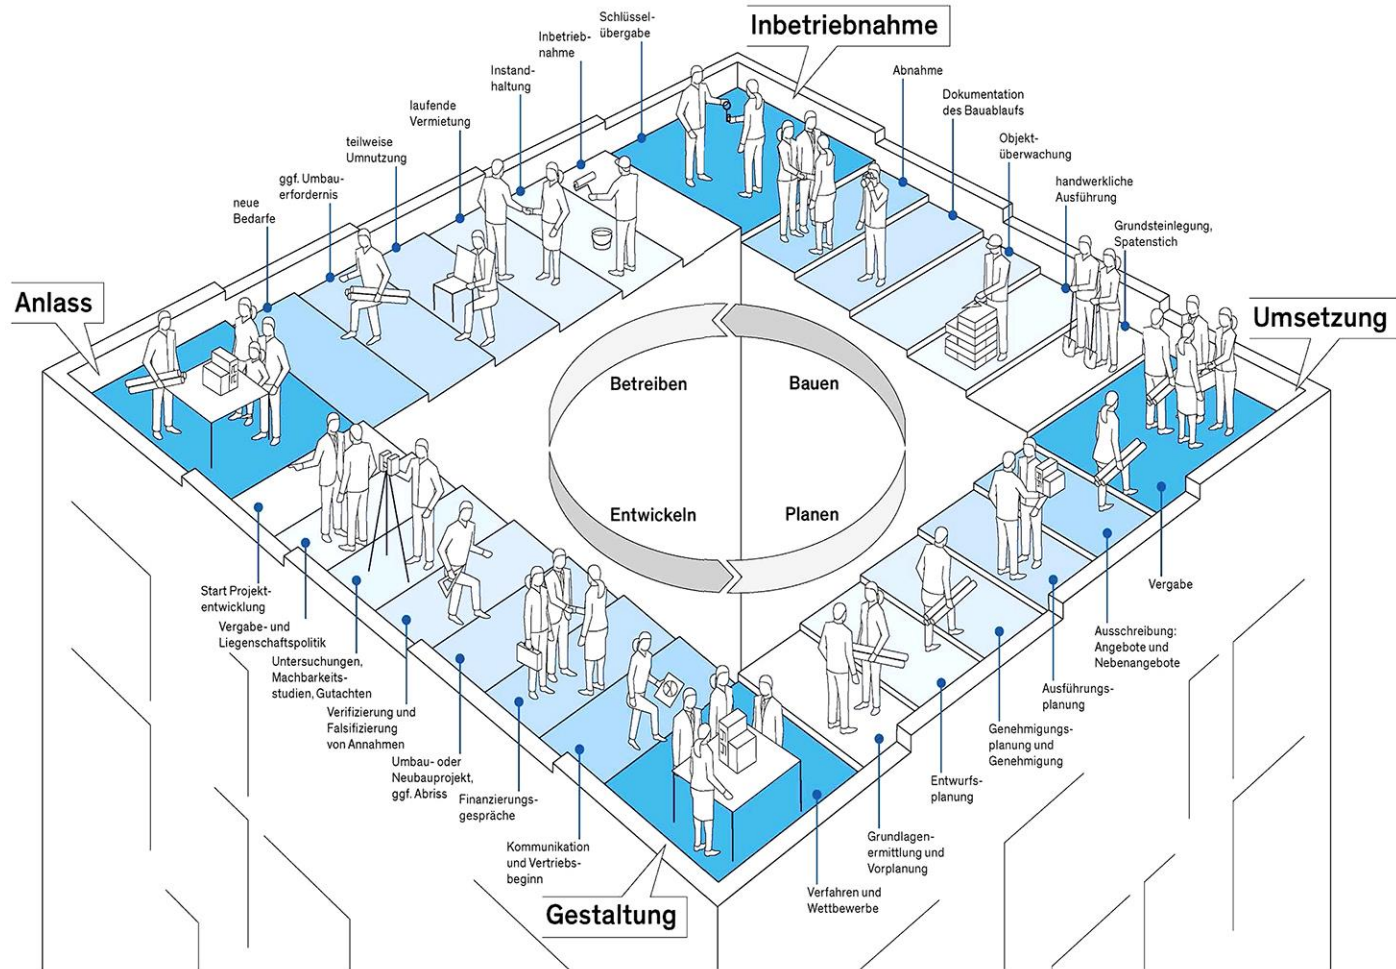 Inbetriebnahme
Schlüssel-
übergabe
Inbetrieb-
nahme
Instand-
haltung
laufende
Vermietung
teilweise
Umnutzung
ggf. Umbau-
erfordernis
neue
Bedarfe
Anlass
Abnahme
Dokumentation
des Bauablaufs
Objekt-
überwachung
handwerkliche
Ausführung
Grundsteinlegung,
Spatenstich
Umsetzung
Betreiben
Bauen
Entwickeln
Planen
Start Projekt-
entwicklung
Vergabe- und
Liegenschaftspolitik
Untersuchungen,
Machbarkeits-
studien, Gutachten
Verifizierung und
Falsifizierung
von Annahmen
Umbau- oder
Neubauprojekt,
ggf. Abriss
Finanzierungs-
gespräche
Kommunikation
und Vertriebs-
beginn
Gestaltung
Verfahren und
Wettbewerbe
Grundlagen-
ermittlung und
Vorplanung
Entwurfs-
planung
Genehmigungs-
planung und
Genehmigung
Ausführungs-
planung
Ausschreibung:
Angebote und
Nebenangebote
Vergabe